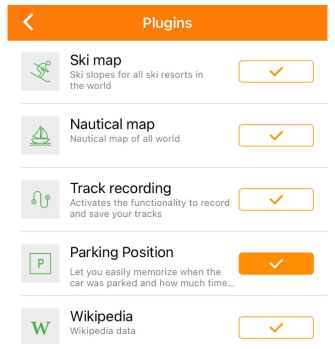 Plugins
Ski map
Ski slopes for all ski resorts in
the world
Nautical map
Nautical map of all world
Track recording
Activates the functionality to record
and save your tracks
P
Parking Position
Let you easily memorize when the
car was parked and how much time...
W
Wikipedia
Wikipedia data